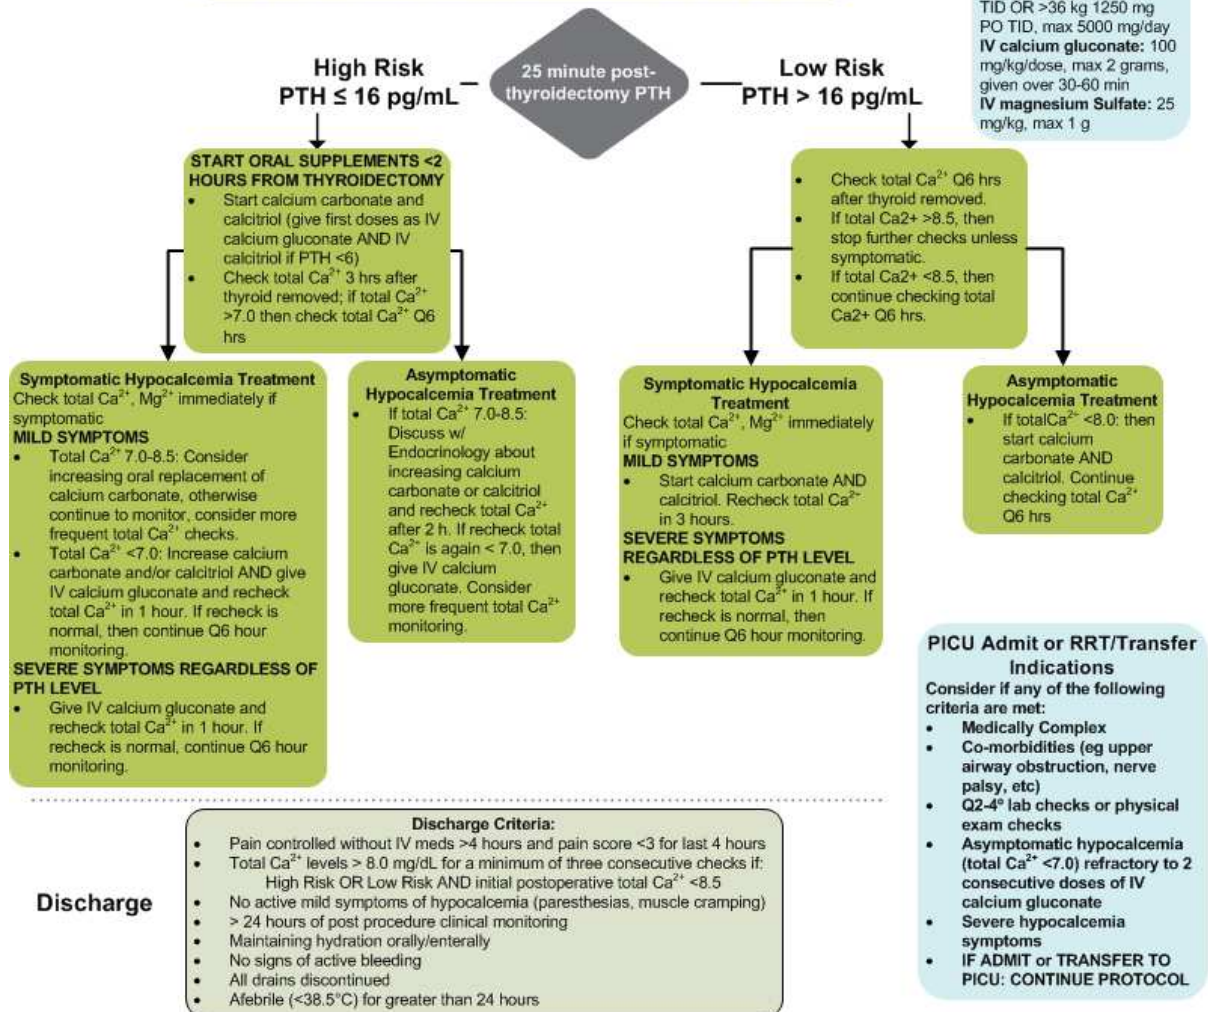 TID OR >36 kg 1250 mg
PO TID, max 5000 mg/day
IV calcium gluconate: 100
mg/kg/dose, max 2 grams,
given over 30-60 min
IV magnesium Sulfate: 25
mg/kg, max 1 g
25 minute post-
thyroidectomy PTH
High Risk
PTH ≤ 16 pg/mL
Low Risk
PTH > 16 pg/mL
START ORAL SUPPLEMENTS <2
HOURS FROM THYROIDECTOMY
• Start calcium carbonate and
calcitriol (give first doses as IV
calcium gluconate AND IV
calcitriol if PTH <6)
• Check total Ca²⁺ 3 hrs after
thyroid removed; if total Ca²⁺
>7.0 then check total Ca²⁺ Q6
hrs
• Check total Ca²⁺ Q6 hrs
after thyroid removed.
• If total Ca2+ >8.5, then
stop further checks unless
symptomatic.
• If total Ca2+ <8.5, then
continue checking total
Ca2+ Q6 hrs.
Symptomatic Hypocalcemia Treatment
Check total Ca²⁺, Mg²⁺ immediately if
symptomatic
MILD SYMPTOMS
• Total Ca²⁺ 7.0-8.5: Consider
increasing oral replacement of
calcium carbonate, otherwise
continue to monitor, consider more
frequent total Ca²⁺ checks.
• Total Ca²⁺ <7.0: Increase calcium
carbonate and/or calcitriol AND give
IV calcium gluconate and recheck
total Ca²⁺ in 1 hour. If recheck is
normal, then continue Q6 hour
monitoring.
SEVERE SYMPTOMS REGARDLESS OF
PTH LEVEL
• Give IV calcium gluconate and
recheck total Ca²⁺ in 1 hour. If
recheck is normal, continue Q6 hour
monitoring.
Asymptomatic
Hypocalcemia Treatment
• If total Ca²⁺ 7.0-8.5:
Discuss w/
Endocrinology about
increasing calcium
carbonate or calcitriol
and recheck total Ca²⁺
after 2 h. If recheck total
Ca²⁺ is again < 7.0, then
give IV calcium
gluconate. Consider
more frequent total Ca²⁺
monitoring.
Symptomatic Hypocalcemia
Treatment
Check total Ca²⁺, Mg²⁺ immediately
if symptomatic
MILD SYMPTOMS
• Start calcium carbonate AND
calcitriol. Recheck total Ca²⁺
in 3 hours.
SEVERE SYMPTOMS
REGARDLESS OF PTH LEVEL
• Give IV calcium gluconate and
recheck total Ca²⁺ in 1 hour. If
recheck is normal, then
continue Q6 hour monitoring.
Asymptomatic
Hypocalcemia Treatment
• If totalCa²⁺ <8.0: then
start calcium
carbonate AND
calcitriol. Continue
checking total Ca²⁺
Q6 hrs
PICU Admit or RRT/Transfer
Indications
Consider if any of the following
criteria are met:
• Medically Complex
• Co-morbidities (eg upper
airway obstruction, nerve
palsy, etc)
• Q2-4º lab checks or physical
exam checks
• Asymptomatic hypocalcemia
(total Ca²⁺ <7.0) refractory to 2
consecutive doses of IV
calcium gluconate
• Severe hypocalcemia
symptoms
• IF ADMIT or TRANSFER TO
PICU: CONTINUE PROTOCOL
Discharge
Discharge Criteria:
• Pain controlled without IV meds >4 hours and pain score <3 for last 4 hours
• Total Ca²⁺ levels > 8.0 mg/dL for a minimum of three consecutive checks if:
High Risk OR Low Risk AND initial postoperative total Ca²⁺ <8.5
• No active mild symptoms of hypocalcemia (paresthasias, muscle cramping)
• > 24 hours of post procedure clinical monitoring
• Maintaining hydration orally/enterally
• No signs of active bleeding
• All drains discontinued
• Afebrile (<38.5°C) for greater than 24 hours